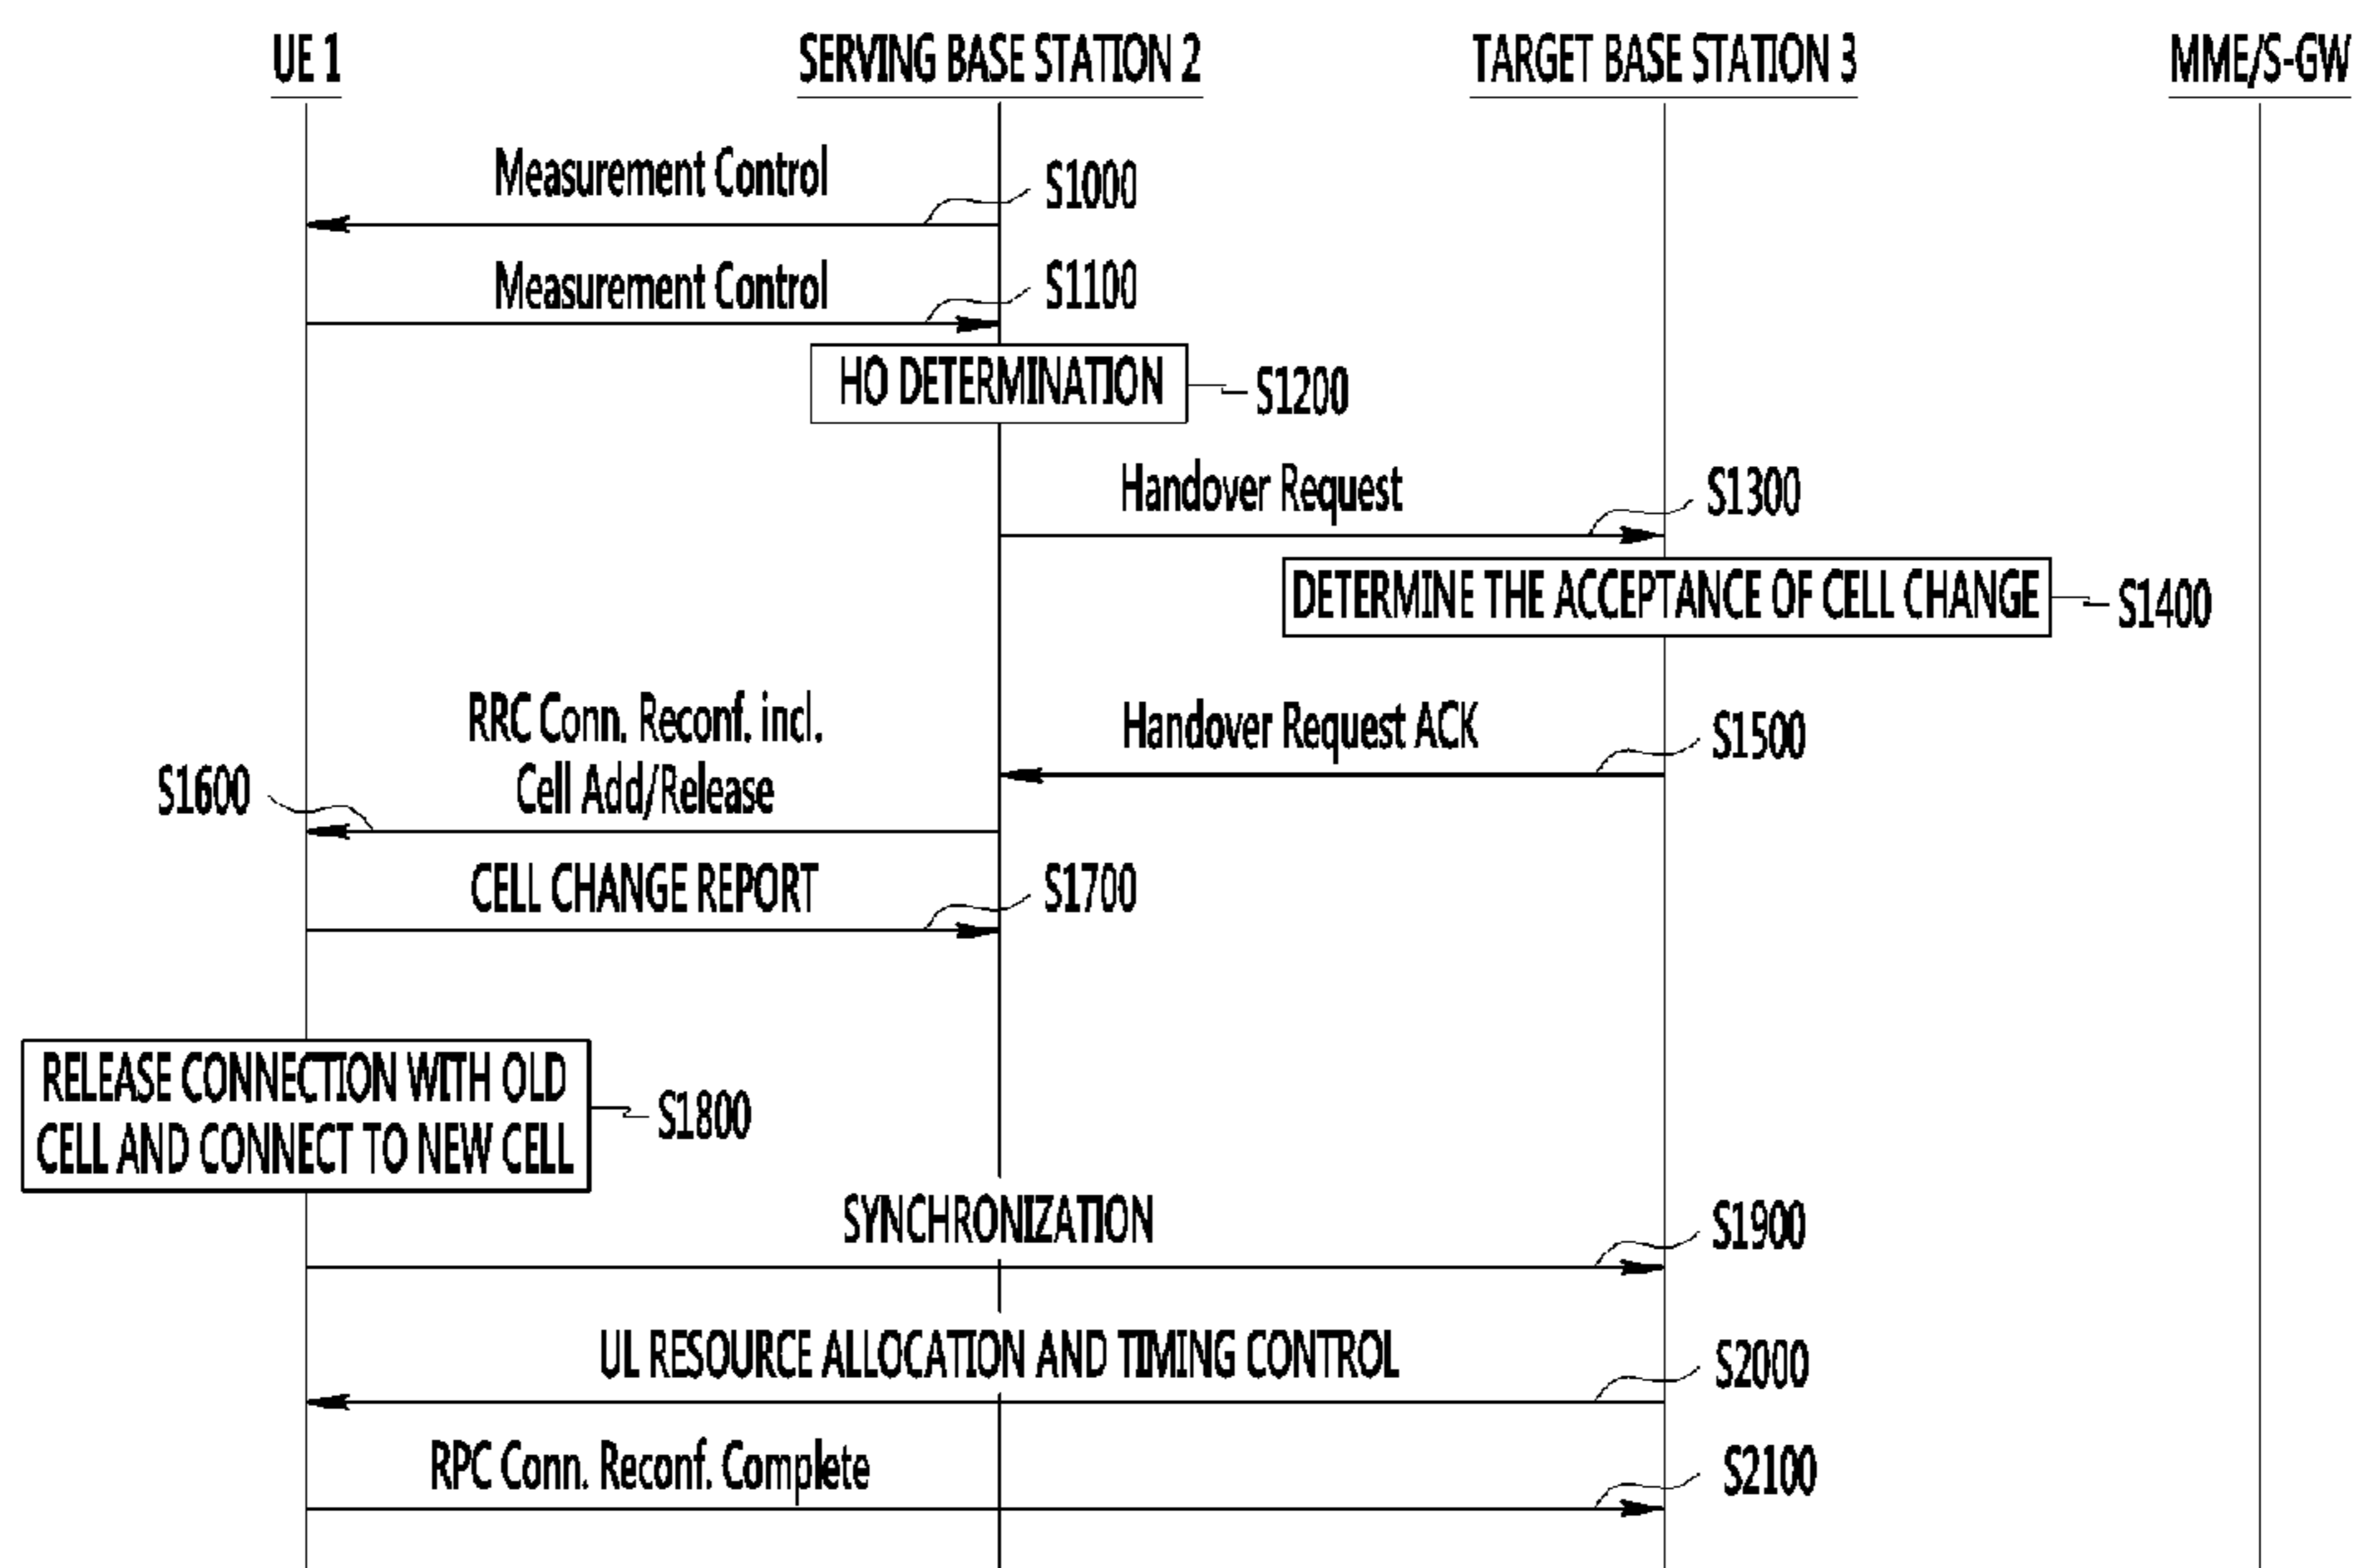 UE 1
SERVING BASE STATION 2
TARGET BASE STATION 3
MME/S-GW
Measurement Control
S1000
Measurement Control
S1100
HO DETERMINATION
S1200
Handover Request
S1300
DETERMINE THE ACCEPTANCE OF CELL CHANGE
S1400
Handover Request ACK
S1500
RRC Conn. Reconf. incl.
Cell Add/Release
S1600
CELL CHANGE REPORT
S1700
RELEASE CONNECTION WITH OLD
CELL AND CONNECT TO NEW CELL
S1800
SYNCHRONIZATION
S1900
UL RESOURCE ALLOCATION AND TIMING CONTROL
S2000
RPC Conn. Reconf. Complete
S2100